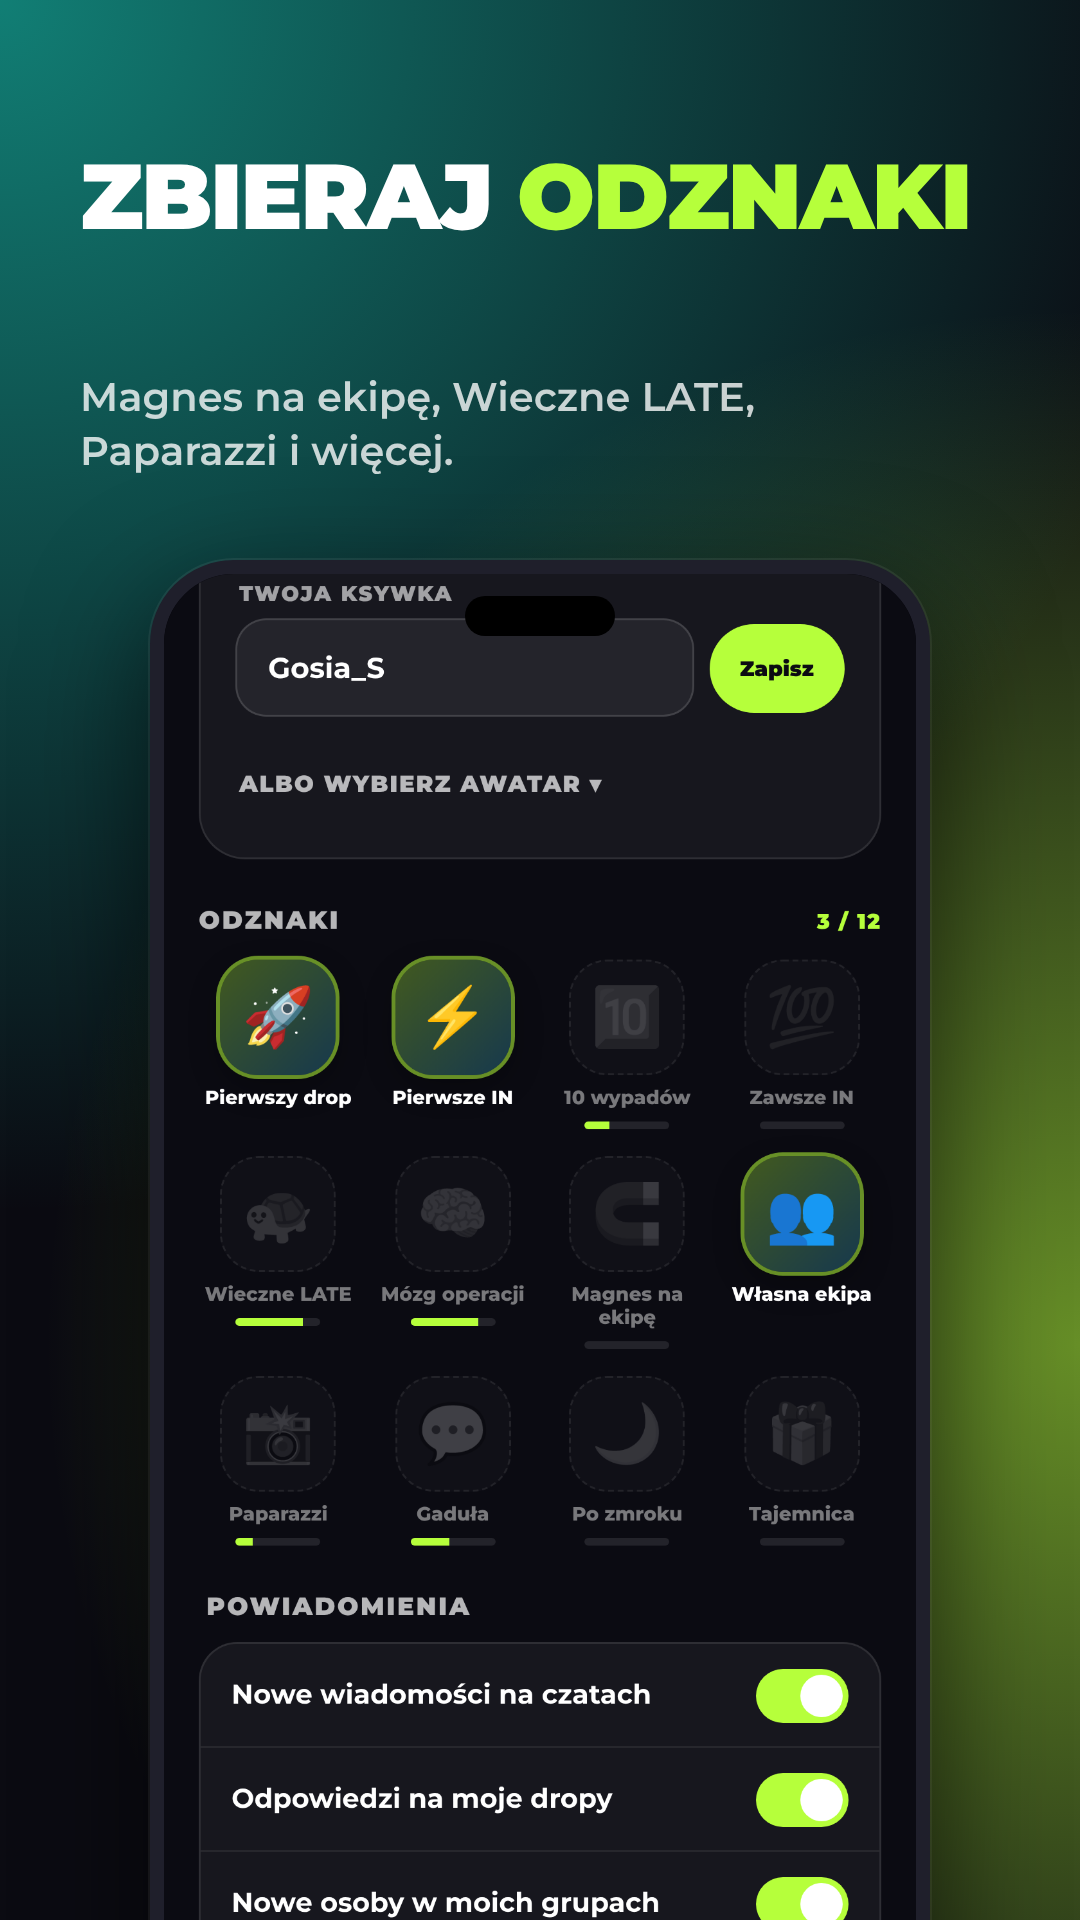 ZBIERAJ ODZNAKI
Magnes na ekipę, Wieczne LATE,
Paparazzi i więcej.
TWOJA KSYWKA
Gosia_S
Zapisz
ALBO WYBIERZ AWATAR ▾
ODZNAKI
3 / 12
Pierwszy drop
Pierwsze IN
10
10 wypadów
100
Zawsze IN
Wieczne LATE
Mózg operacji
Magnes na
ekipę
Własna ekipa
Paparazzi
Gaduła
Po zmroku
Tajemnica
POWIADOMIENIA
Nowe wiadomości na czatach
Odpowiedzi na moje dropy
Nowe osoby w moich grupach